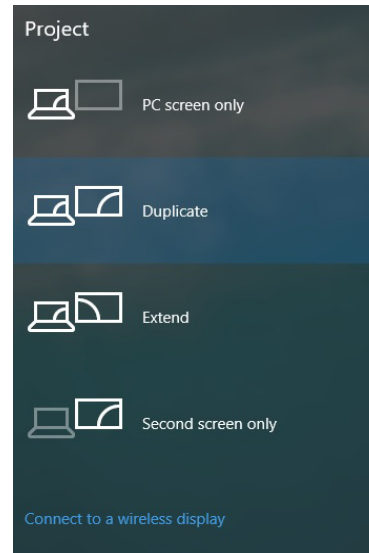 Project
PC screen only
Duplicate
Extend
Second screen only
Connect to a wireless display